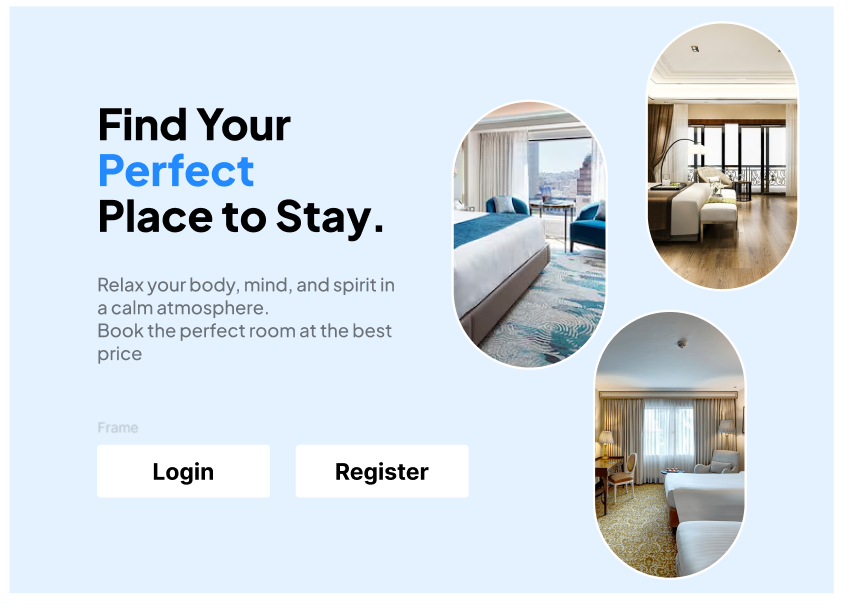 Find Your
Perfect
Place to Stay.
Relax your body, mind, and spirit in
a calm atmosphere.
Book the perfect room at the best
price
Frame
Login
Register